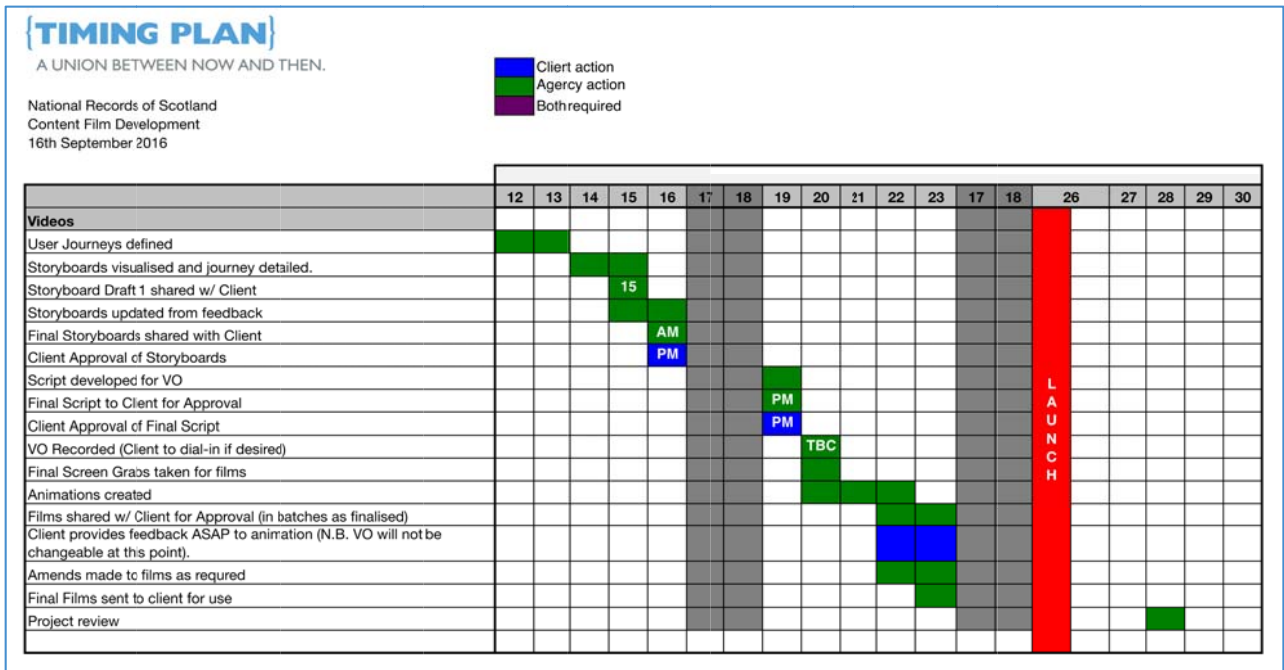 {TIMING PLAN}
A UNION BETWEEN NOW AND THEN.
Cliert action
Agercy action
Both required
National Records of Scotland
Content Film Development
16th September 2016
12 13 14 15 16 17 18 19 20 21 22 23 17 18 26 27 28 29 30
Videos
User Journeys defined
Storyboards visualised and journey detailed.
Storyboard Draft 1 shared w/ Client 15
Storyboards updated from feedback
Final Storyboards shared with Client AM
Client Approval of Storyboards PM
Script developed for VO
Final Script to Client for Approval PM
Client Approval of Final Script PM
VO Recorded (Client to dial-in if desired) TBC
Final Screen Grabs taken for films
Animations created
Films shared w/ Client for Approval (in batches as finalised)
Client provides feedback ASAP to animation (N.B. VO will not be
changeable at this point).
Amends made to films as requred
Final Films sent to client for use
Project review
L
A
U
N
C
H